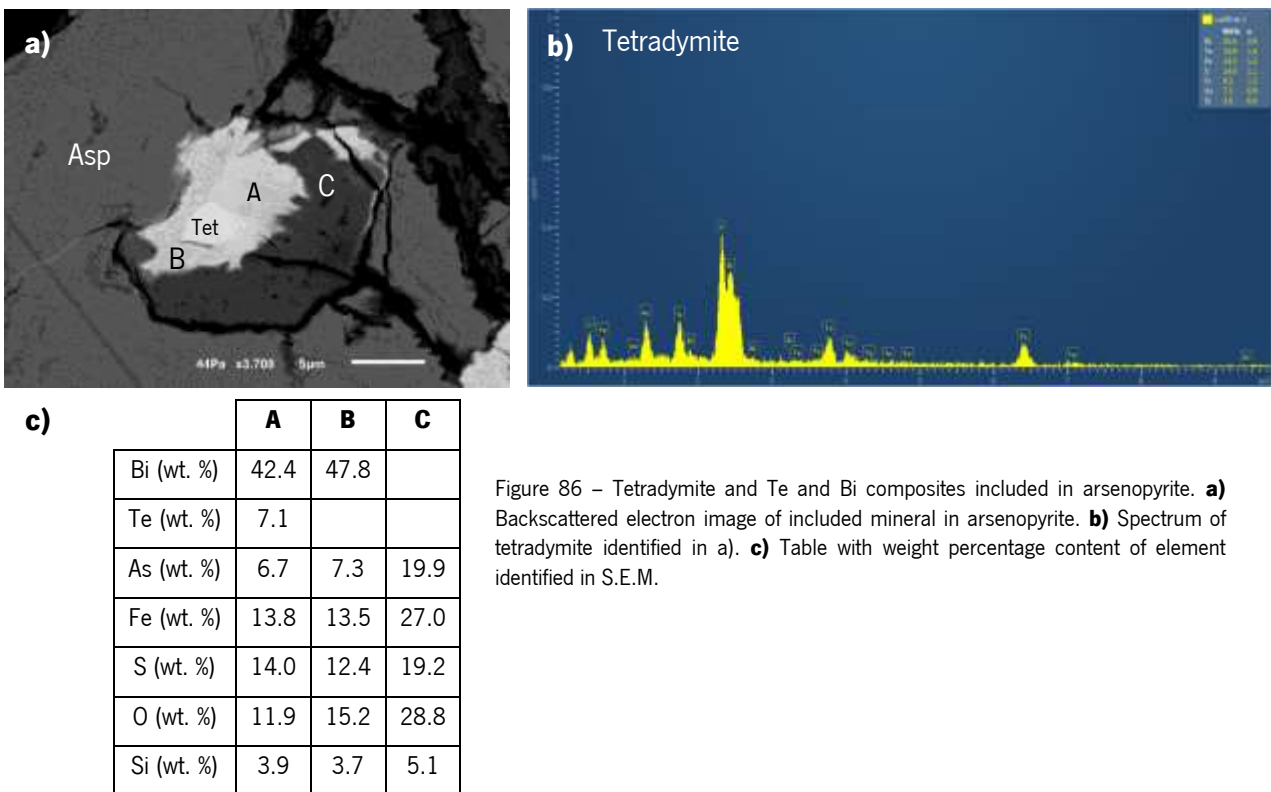 a)
Asp
A
C
Tet
B
44Pa x3.700 5µm
b) Tetradymite
c)
A B C
Bi (wt. %) 42.4 47.8
Te (wt. %) 7.1
As (wt. %) 6.7 7.3 19.9
Fe (wt. %) 13.8 13.5 27.0
S (wt. %) 14.0 12.4 19.2
O (wt. %) 11.9 15.2 28.8
Si (wt. %) 3.9 3.7 5.1
Figure 86 – Tetradymite and Te and Bi composites included in arsenopyrite. a)
Backscattered electron image of included mineral in arsenopyrite. b) Spectrum of
tetradymite identified in a). c) Table with weight percentage content of element
identified in S.E.M.